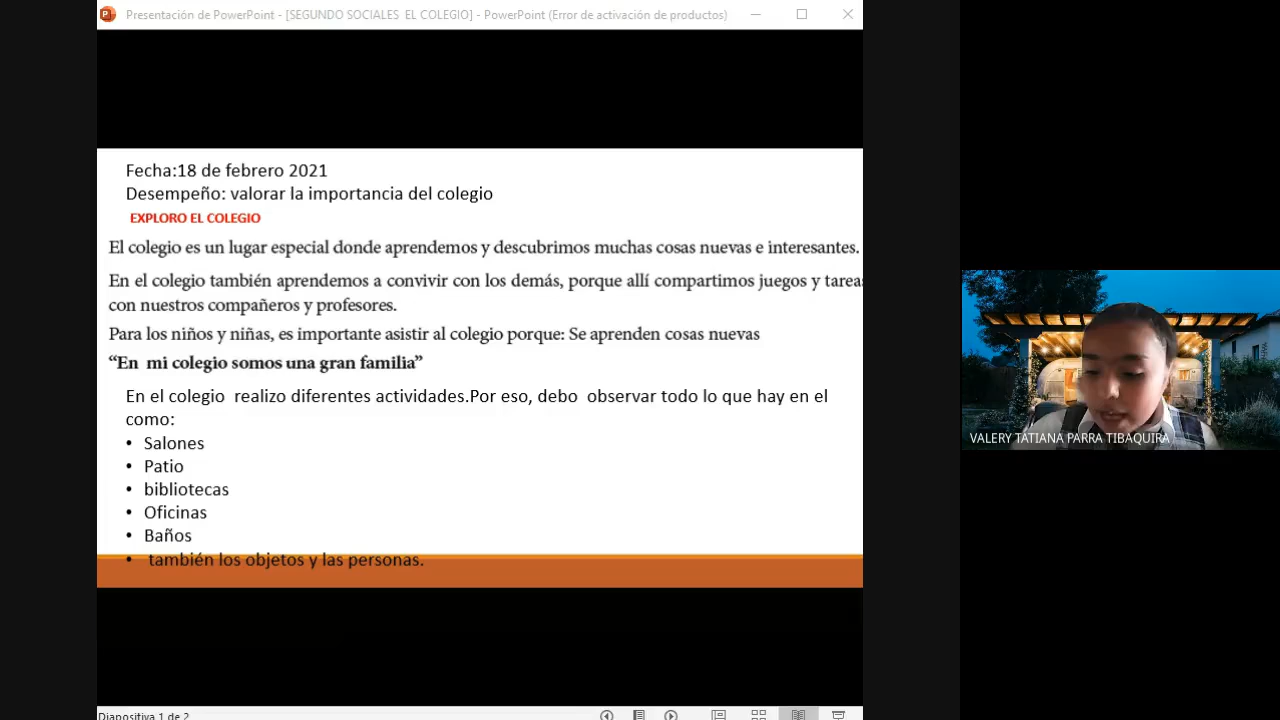 Presentación de PowerPoint - [SEGUNDO SOCIALES  EL COLEGIO] - PowerPoint (Error de activación de productos)
Fecha:18 de febrero 2021
Desempeño: valorar la importancia del colegio
EXPLORO EL COLEGIO
El colegio es un lugar especial donde aprendemos y descubrimos muchas cosas nuevas e interesantes.
En el colegio también aprendemos a convivir con los demás, porque allí compartimos juegos y tareas
con nuestros compañeros y profesores.
Para los niños y niñas, es importante asistir al colegio porque: Se aprenden cosas nuevas
“En  mi colegio somos una gran familia”
En el colegio  realizo diferentes actividades.Por eso, debo  observar todo lo que hay en el
como:
• Salones
• Patio
• bibliotecas
• Oficinas
• Baños
• también los objetos y las personas.
VALERY TATIANA PARRA TIBAQUIRA
Diapositiva 1 de 2